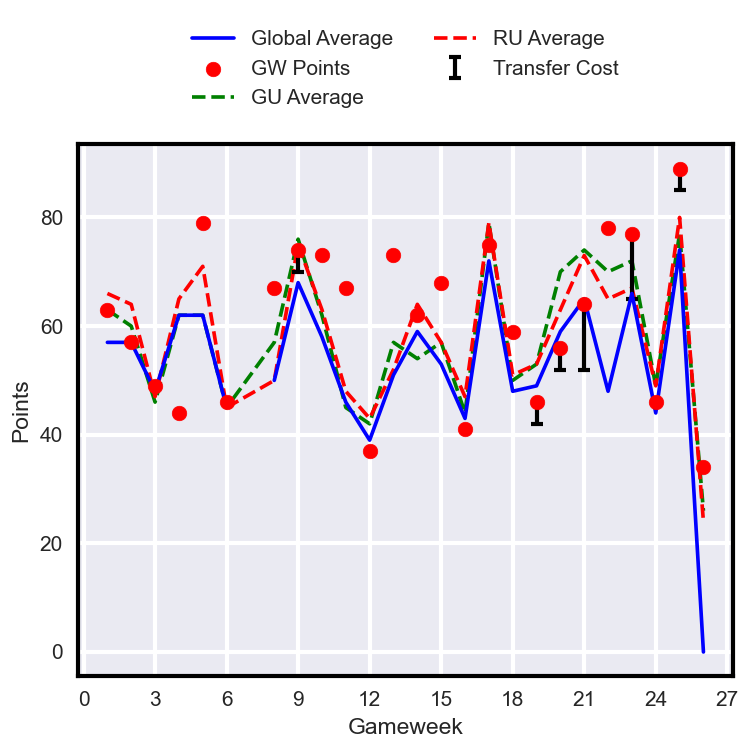 Global Average
GW Points
GU Average
RU Average
Transfer Cost
Points
80
60
40
20
0
0 3 6 9 12 15 18 21 24 27
Gameweek